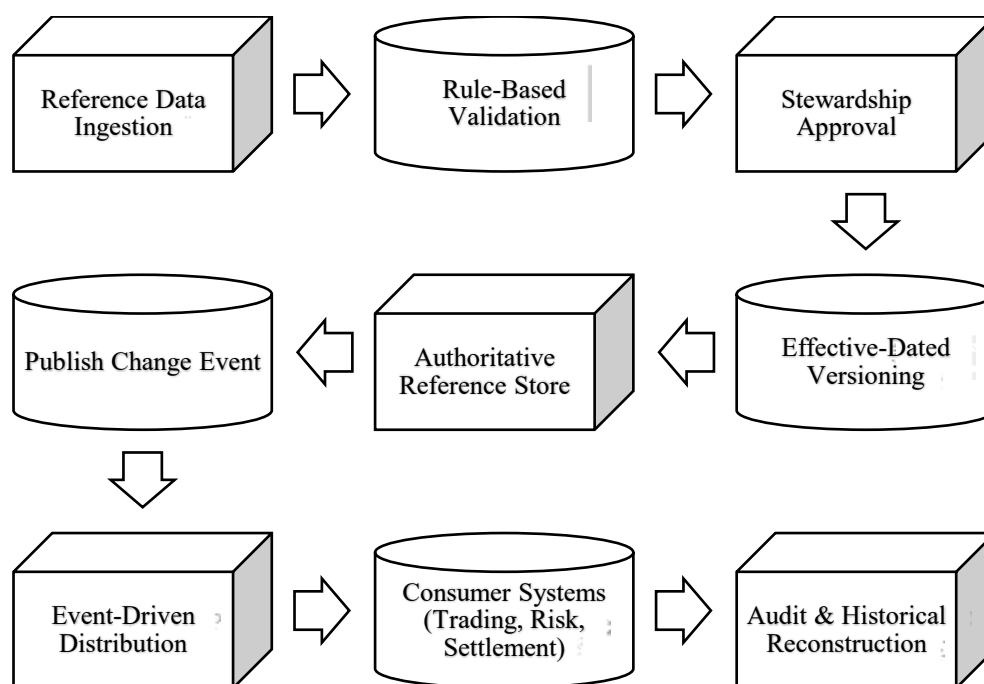 Reference Data
Ingestion
Rule-Based
Validation
Stewardship
Approval
Effective-Dated
Versioning
Authoritative
Reference Store
Publish Change Event
Event-Driven
Distribution
Consumer Systems
(Trading, Risk,
Settlement)
Audit & Historical
Reconstruction